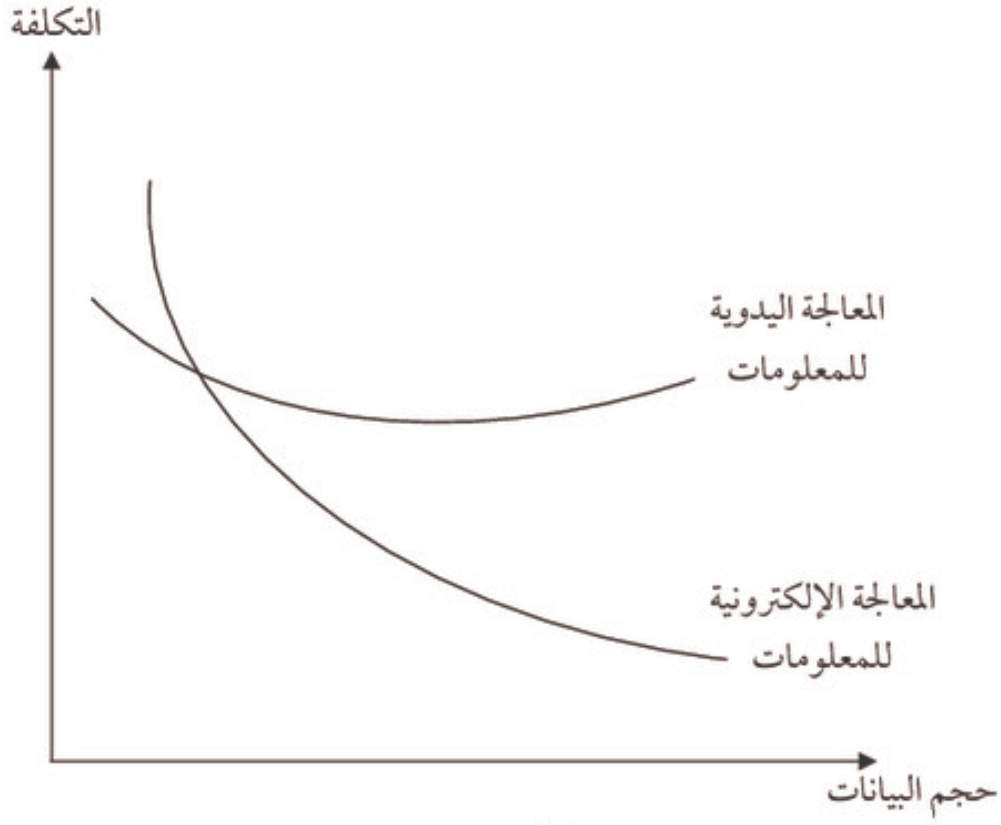 التكلفة
المعالجة اليدوية
للمعلومات
المعالجة الإلكترونية
للمعلومات
حجم البيانات